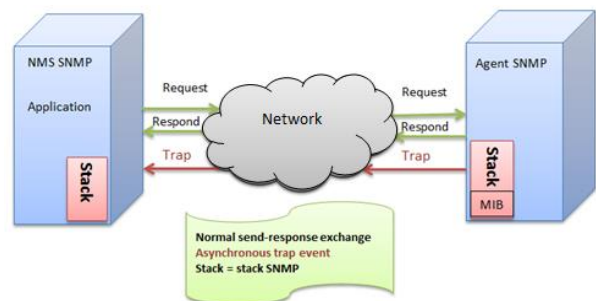 NMS SNMP
Application
Stack
Request
Respond
Trap
Network
Request
Respond
Trap
Agent SNMP
Stack
MIB
Normal send-response exchange
Asynchronous trap event
Stack = stack SNMP